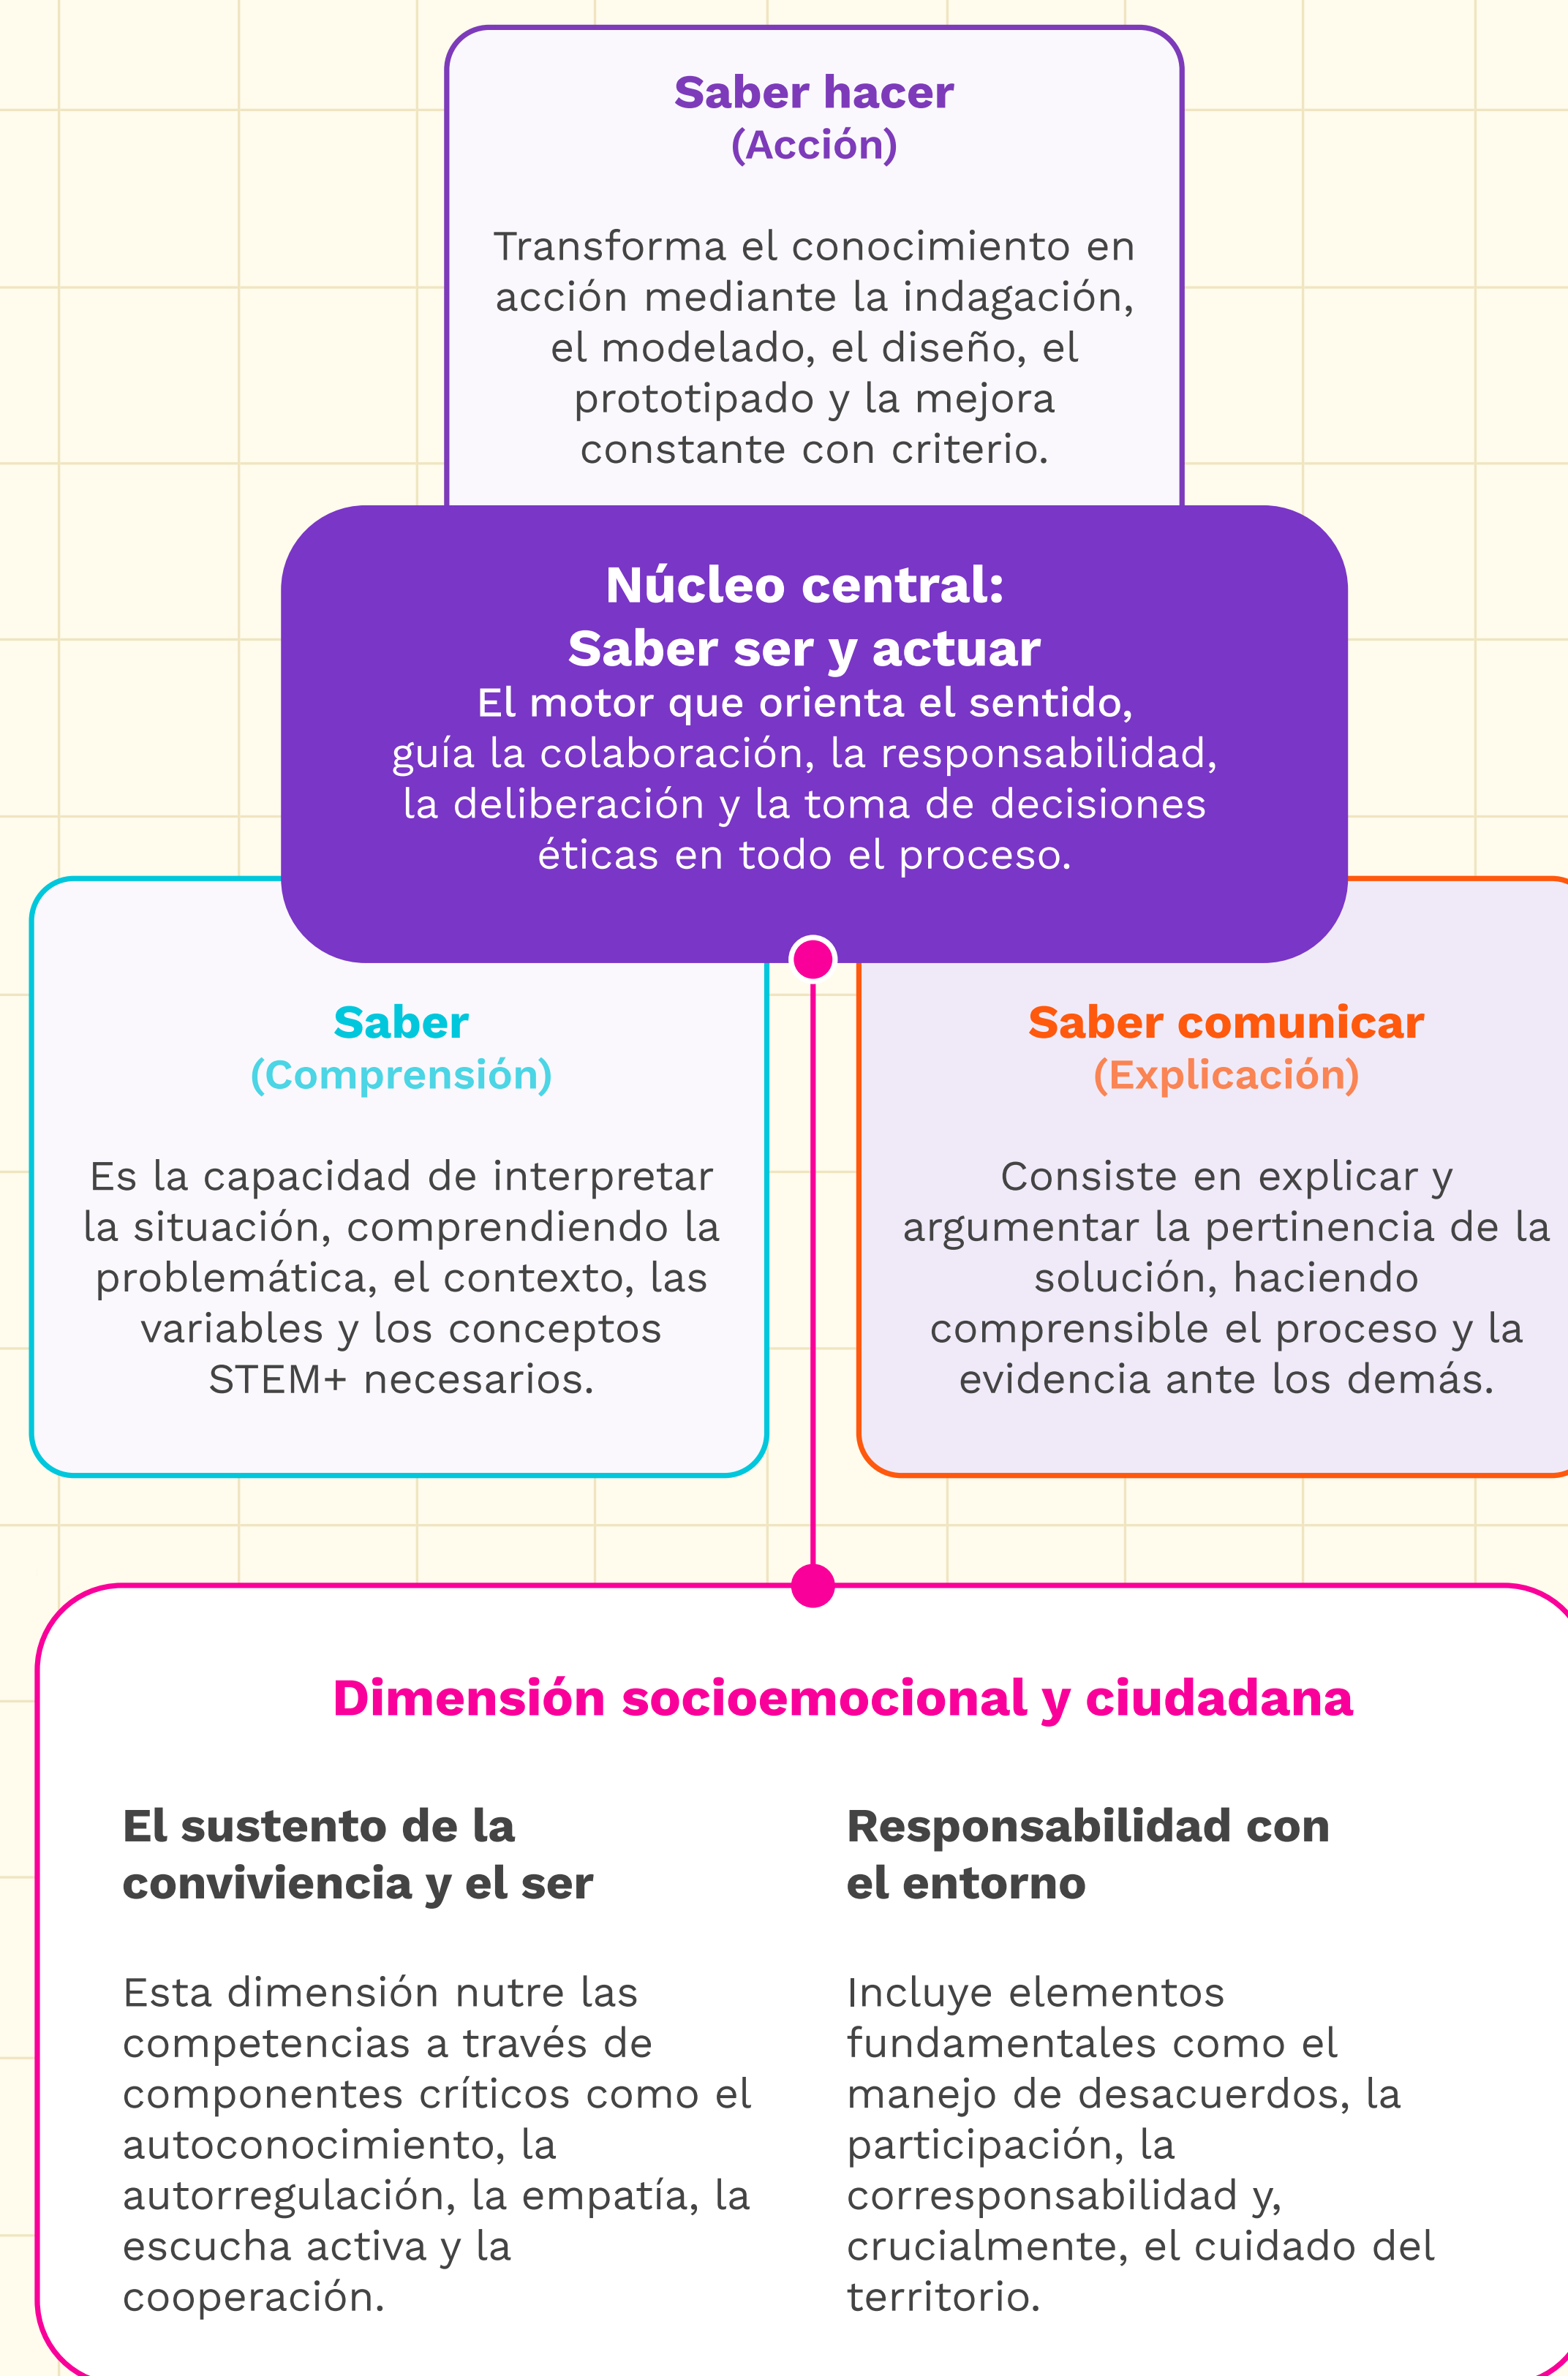 Saber hacer
(Acción)
Transforma el conocimiento en
acción mediante la indagación,
el modelado, el diseño, el
prototipado y la mejora
constante con criterio.
Núcleo central:
Saber ser y actuar
El motor que orienta el sentido,
guía la colaboración, la responsabilidad,
la deliberación y la toma de decisiones
éticas en todo el proceso.
Saber
(Comprensión)
Es la capacidad de interpretar
la situación, comprendiendo la
problemática, el contexto, las
variables y los conceptos
STEM+ necesarios.
Saber comunicar
(Explicación)
Consiste en explicar y
argumentar la pertinencia de la
solución, haciendo
comprensible el proceso y la
evidencia ante los demás.
Dimensión socioemocional y ciudadana
El sustento de la
conviviencia y el ser
Esta dimensión nutre las
competencias a través de
componentes críticos como el
autoconocimiento, la
autorregulación, la empatía, la
escucha activa y la
cooperación.
Responsabilidad con
el entorno
Incluye elementos
fundamentales como el
manejo de desacuerdos, la
participación, la
corresponsabilidad y,
crucialmente, el cuidado del
territorio.